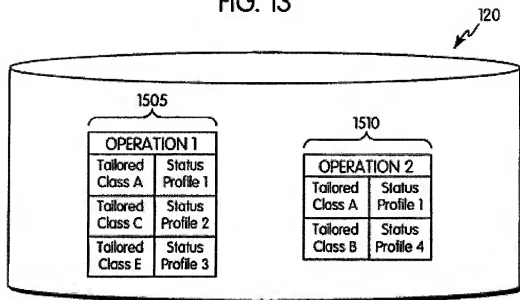 FIG. 13
120
1505
OPERATION 1
Tailored Class A Status Profile 1
Tailored Class C Status Profile 2
Tailored Class E Status Profile 3
1510
OPERATION 2
Tailored Class A Status Profile 1
Tailored Class B Status Profile 4